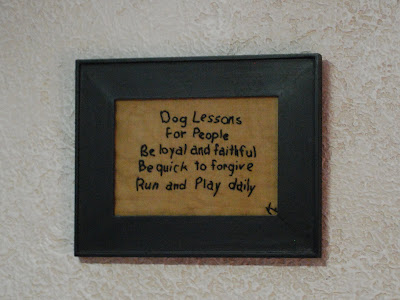 Dog Lessons
for People
Be loyal and faithful
Be quick to forgive
Run and Play daily